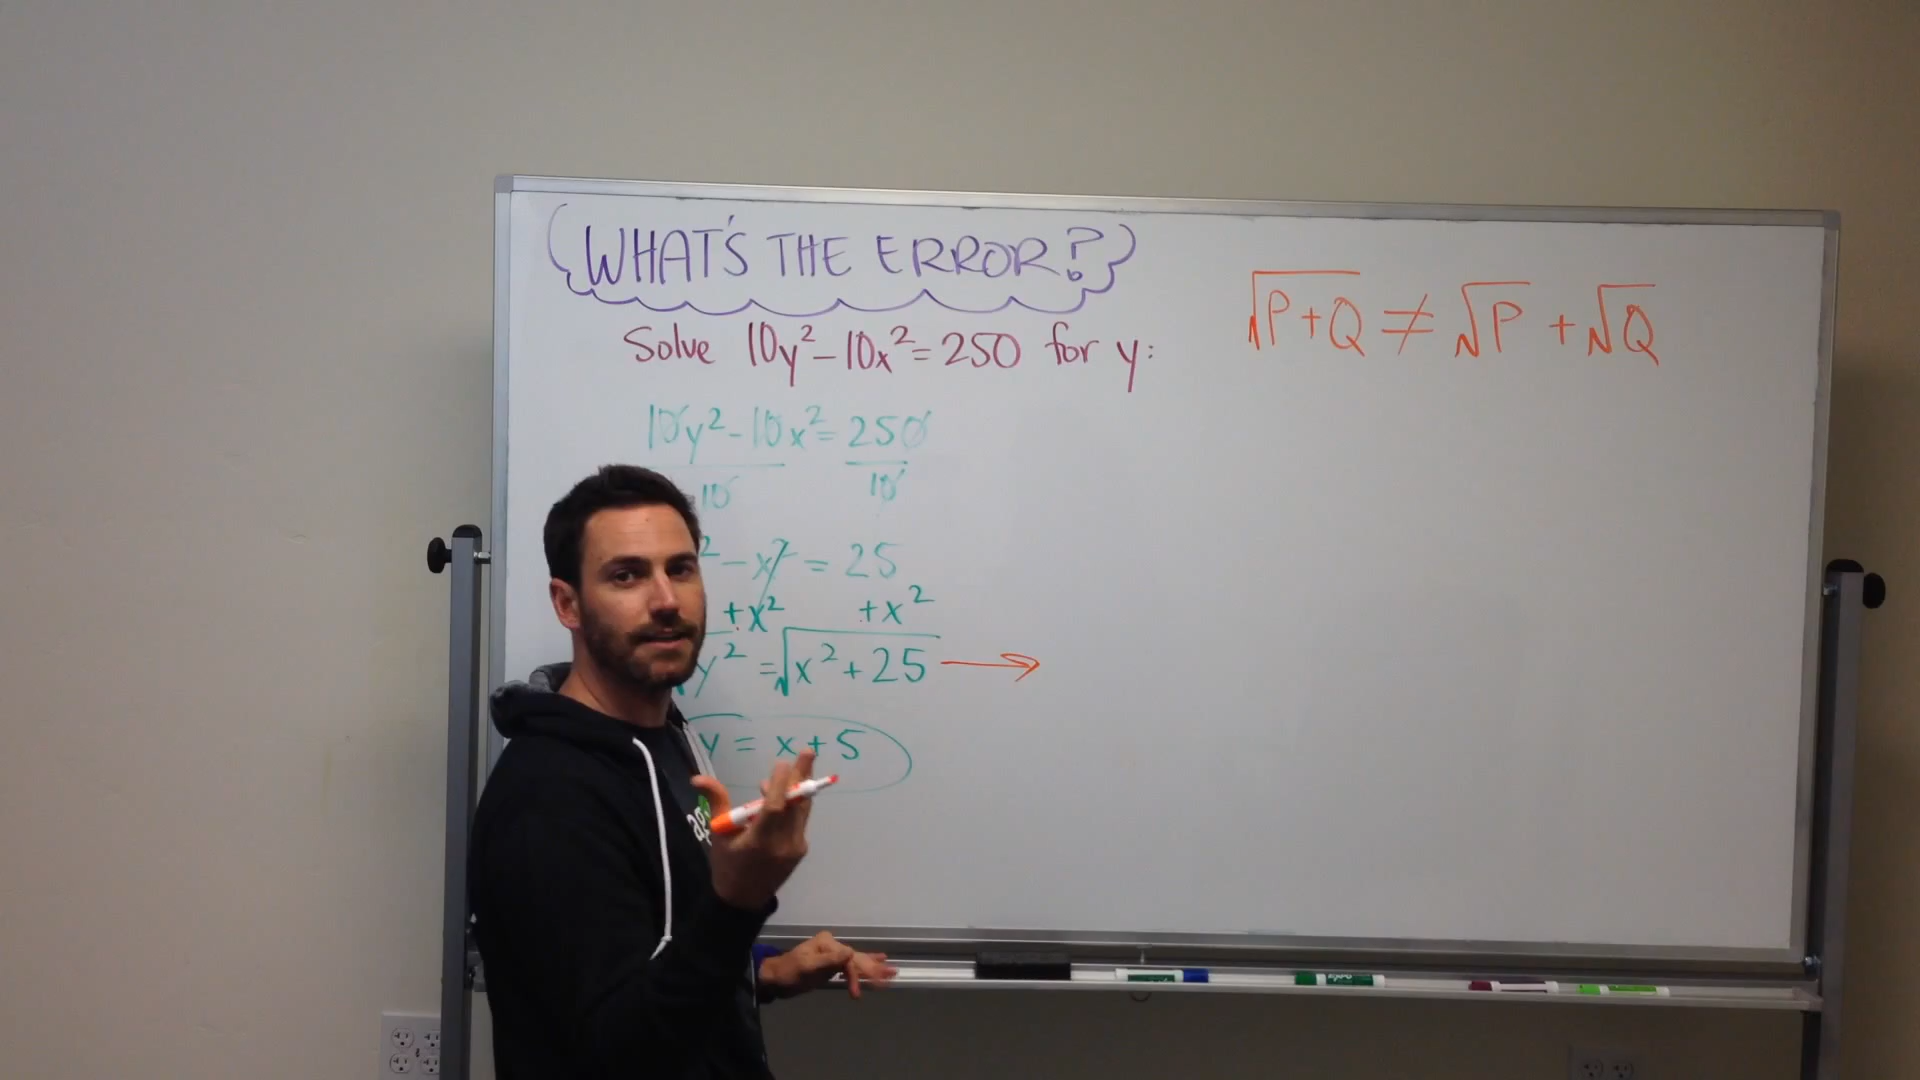 WHAT'S THE ERROR?
Solve 10y²-10x²=250 for y:
√P+Q ≠ √P + √Q
10y²-10x²=250
10 10
² - x² = 25
+x² +x²
√y² = √x²+25 →
y = x+5